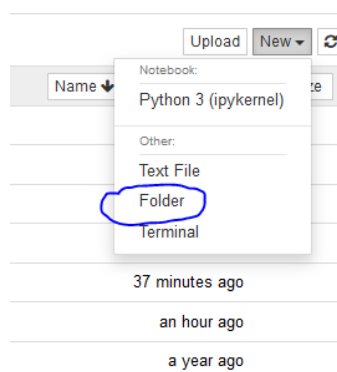 Upload New
Name ze
Notebook:
Python 3 (ipykernel)
Other:
Text File
Folder
Terminal
37 minutes ago
an hour ago
a year ago